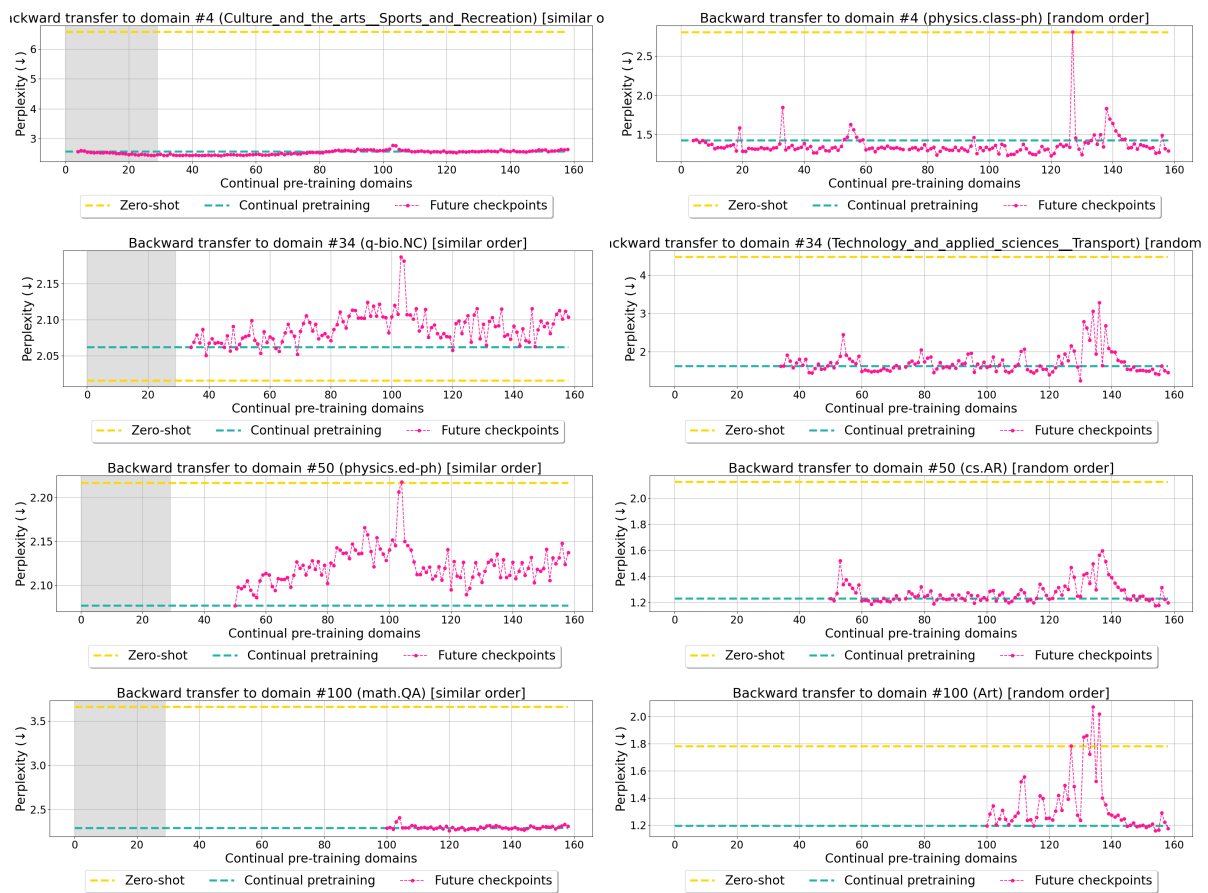 ackward transfer to domain #4 (Culture_and_the_arts__Sports_and_Recreation) [similar o
Perplexity (↓)
6
5
4
3
0 20 40 60 80 100 120 140 160
Continual pre-training domains
Zero-shot Continual pretraining Future checkpoints
Backward transfer to domain #4 (physics.class-ph) [random order]
Perplexity (↓)
2.5
2.0
1.5
0 20 40 60 80 100 120 140 160
Continual pre-training domains
Zero-shot Continual pretraining Future checkpoints
Backward transfer to domain #34 (q-bio.NC) [similar order]
Perplexity (↓)
2.15
2.10
2.05
0 20 40 60 80 100 120 140 160
Continual pre-training domains
Zero-shot Continual pretraining Future checkpoints
ackward transfer to domain #34 (Technology_and_applied_sciences__Transport) [random
Perplexity (↓)
4
3
2
0 20 40 60 80 100 120 140 160
Continual pre-training domains
Zero-shot Continual pretraining Future checkpoints
Backward transfer to domain #50 (physics.ed-ph) [similar order]
Perplexity (↓)
2.20
2.15
2.10
0 20 40 60 80 100 120 140 160
Continual pre-training domains
Zero-shot Continual pretraining Future checkpoints
Backward transfer to domain #50 (cs.AR) [random order]
Perplexity (↓)
2.0
1.8
1.6
1.4
1.2
0 20 40 60 80 100 120 140 160
Continual pre-training domains
Zero-shot Continual pretraining Future checkpoints
Backward transfer to domain #100 (math.QA) [similar order]
Perplexity (↓)
3.5
3.0
2.5
0 20 40 60 80 100 120 140 160
Continual pre-training domains
Zero-shot Continual pretraining Future checkpoints
Backward transfer to domain #100 (Art) [random order]
Perplexity (↓)
2.0
1.8
1.6
1.4
1.2
0 20 40 60 80 100 120 140 160
Continual pre-training domains
Zero-shot Continual pretraining Future checkpoints